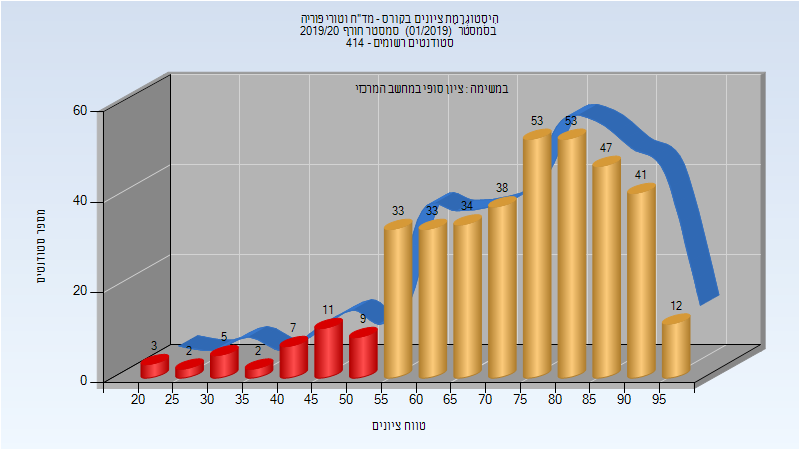 היסטוגרמת ציונים בקורס - מד"ח וטורי פוריה
בסמסטר (01/2019) סמסטר חורף 2019/20
סטודנטים רשומים - 414
במשימה : ציון סופי במחשב המרכזי
60
40
20
0
מספר סטודנטים
3
2
5
2
7
11
9
33
33
34
38
53
53
47
41
12
20 25 30 35 40 45 50 55 60 65 70 75 80 85 90 95
טווח ציונים